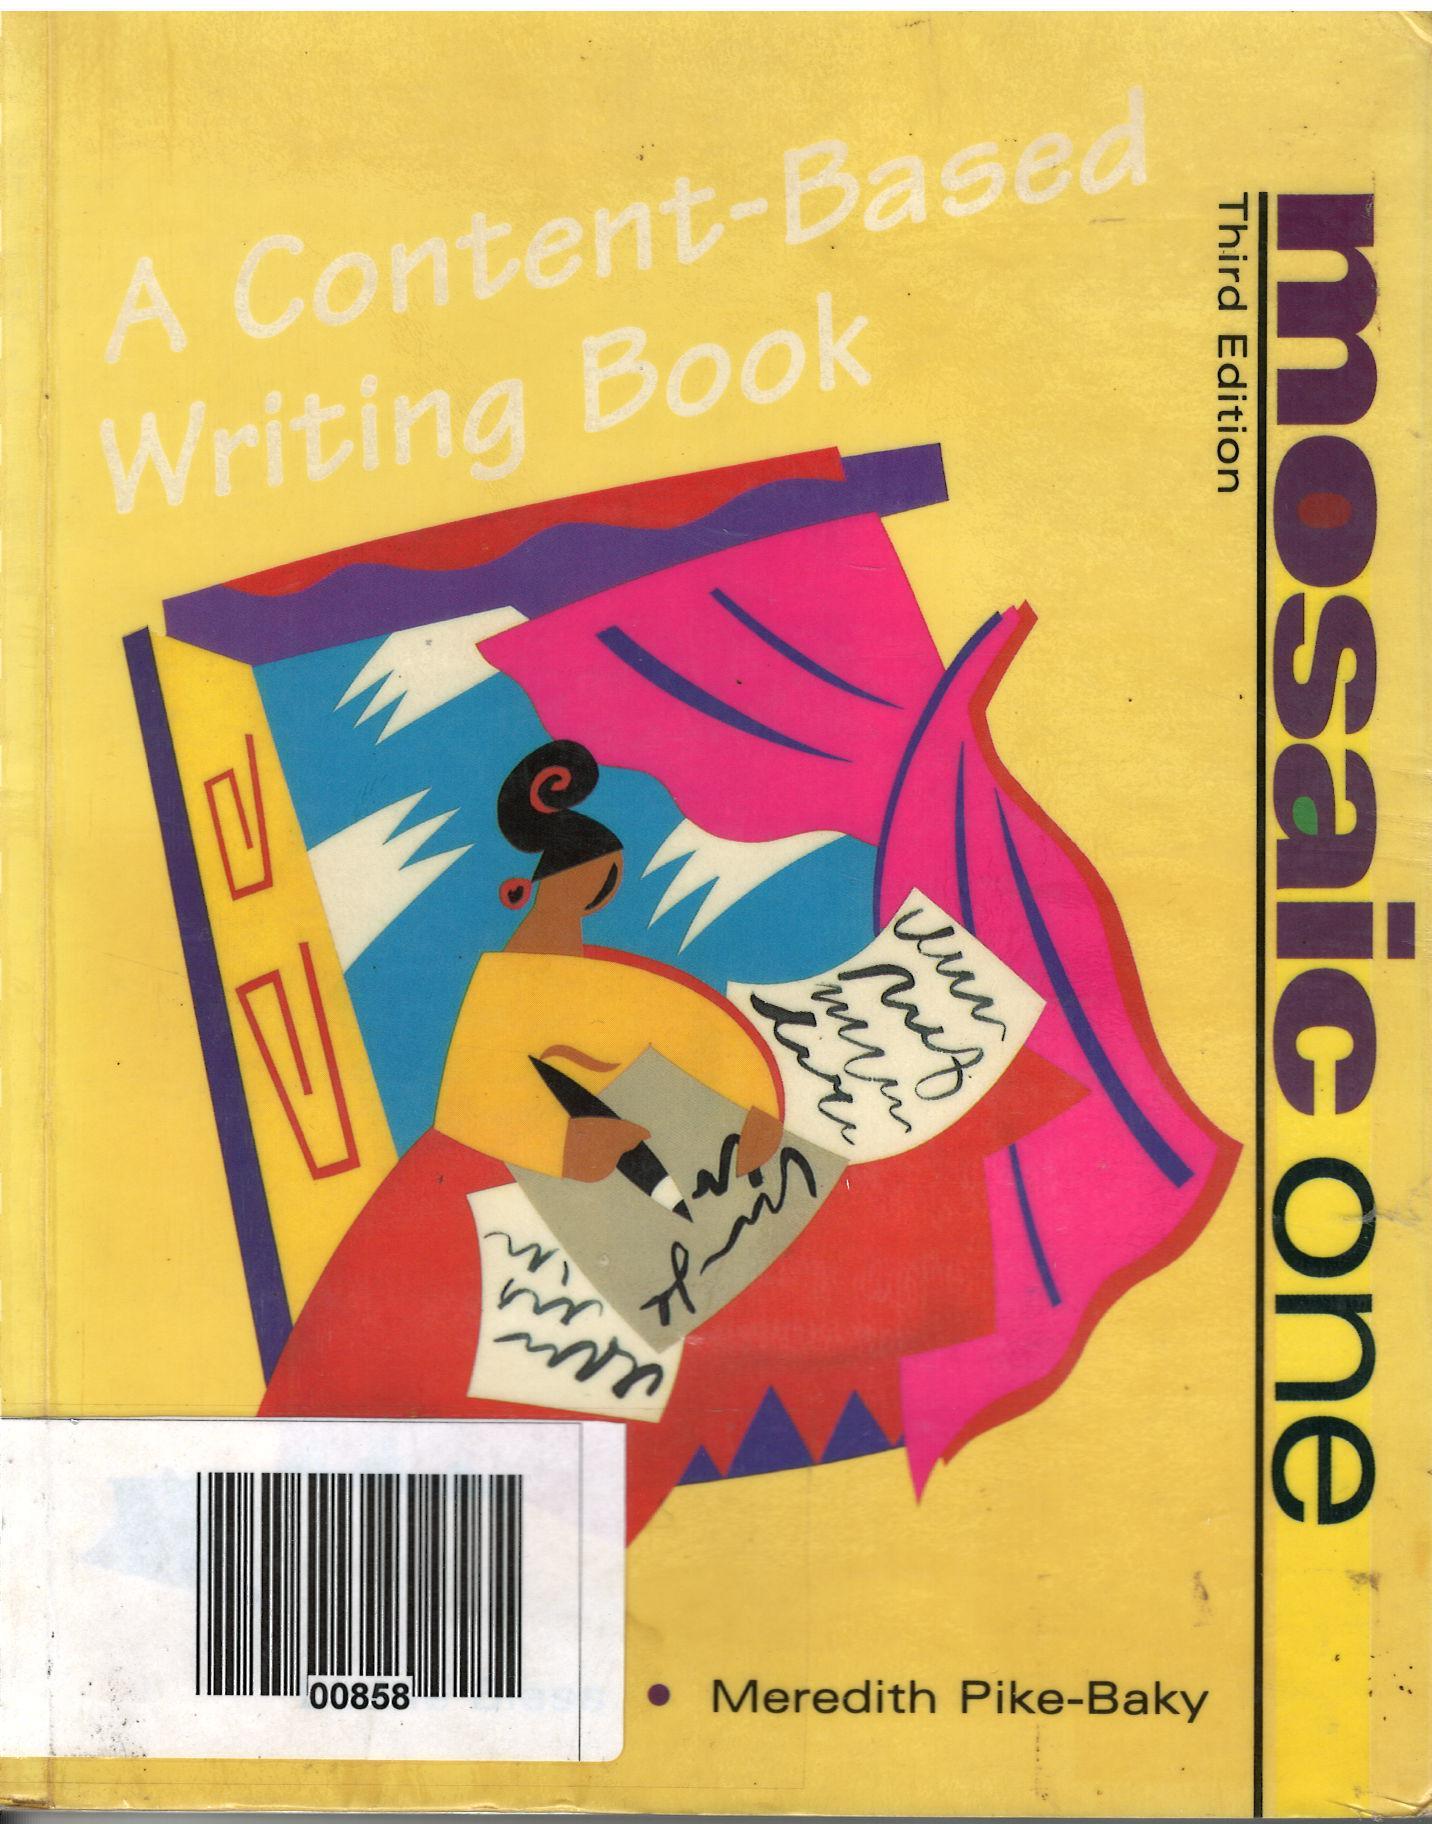 A Content-Based
Writing Book
mosaic one
Third Edition
00858
• Meredith Pike-Baky